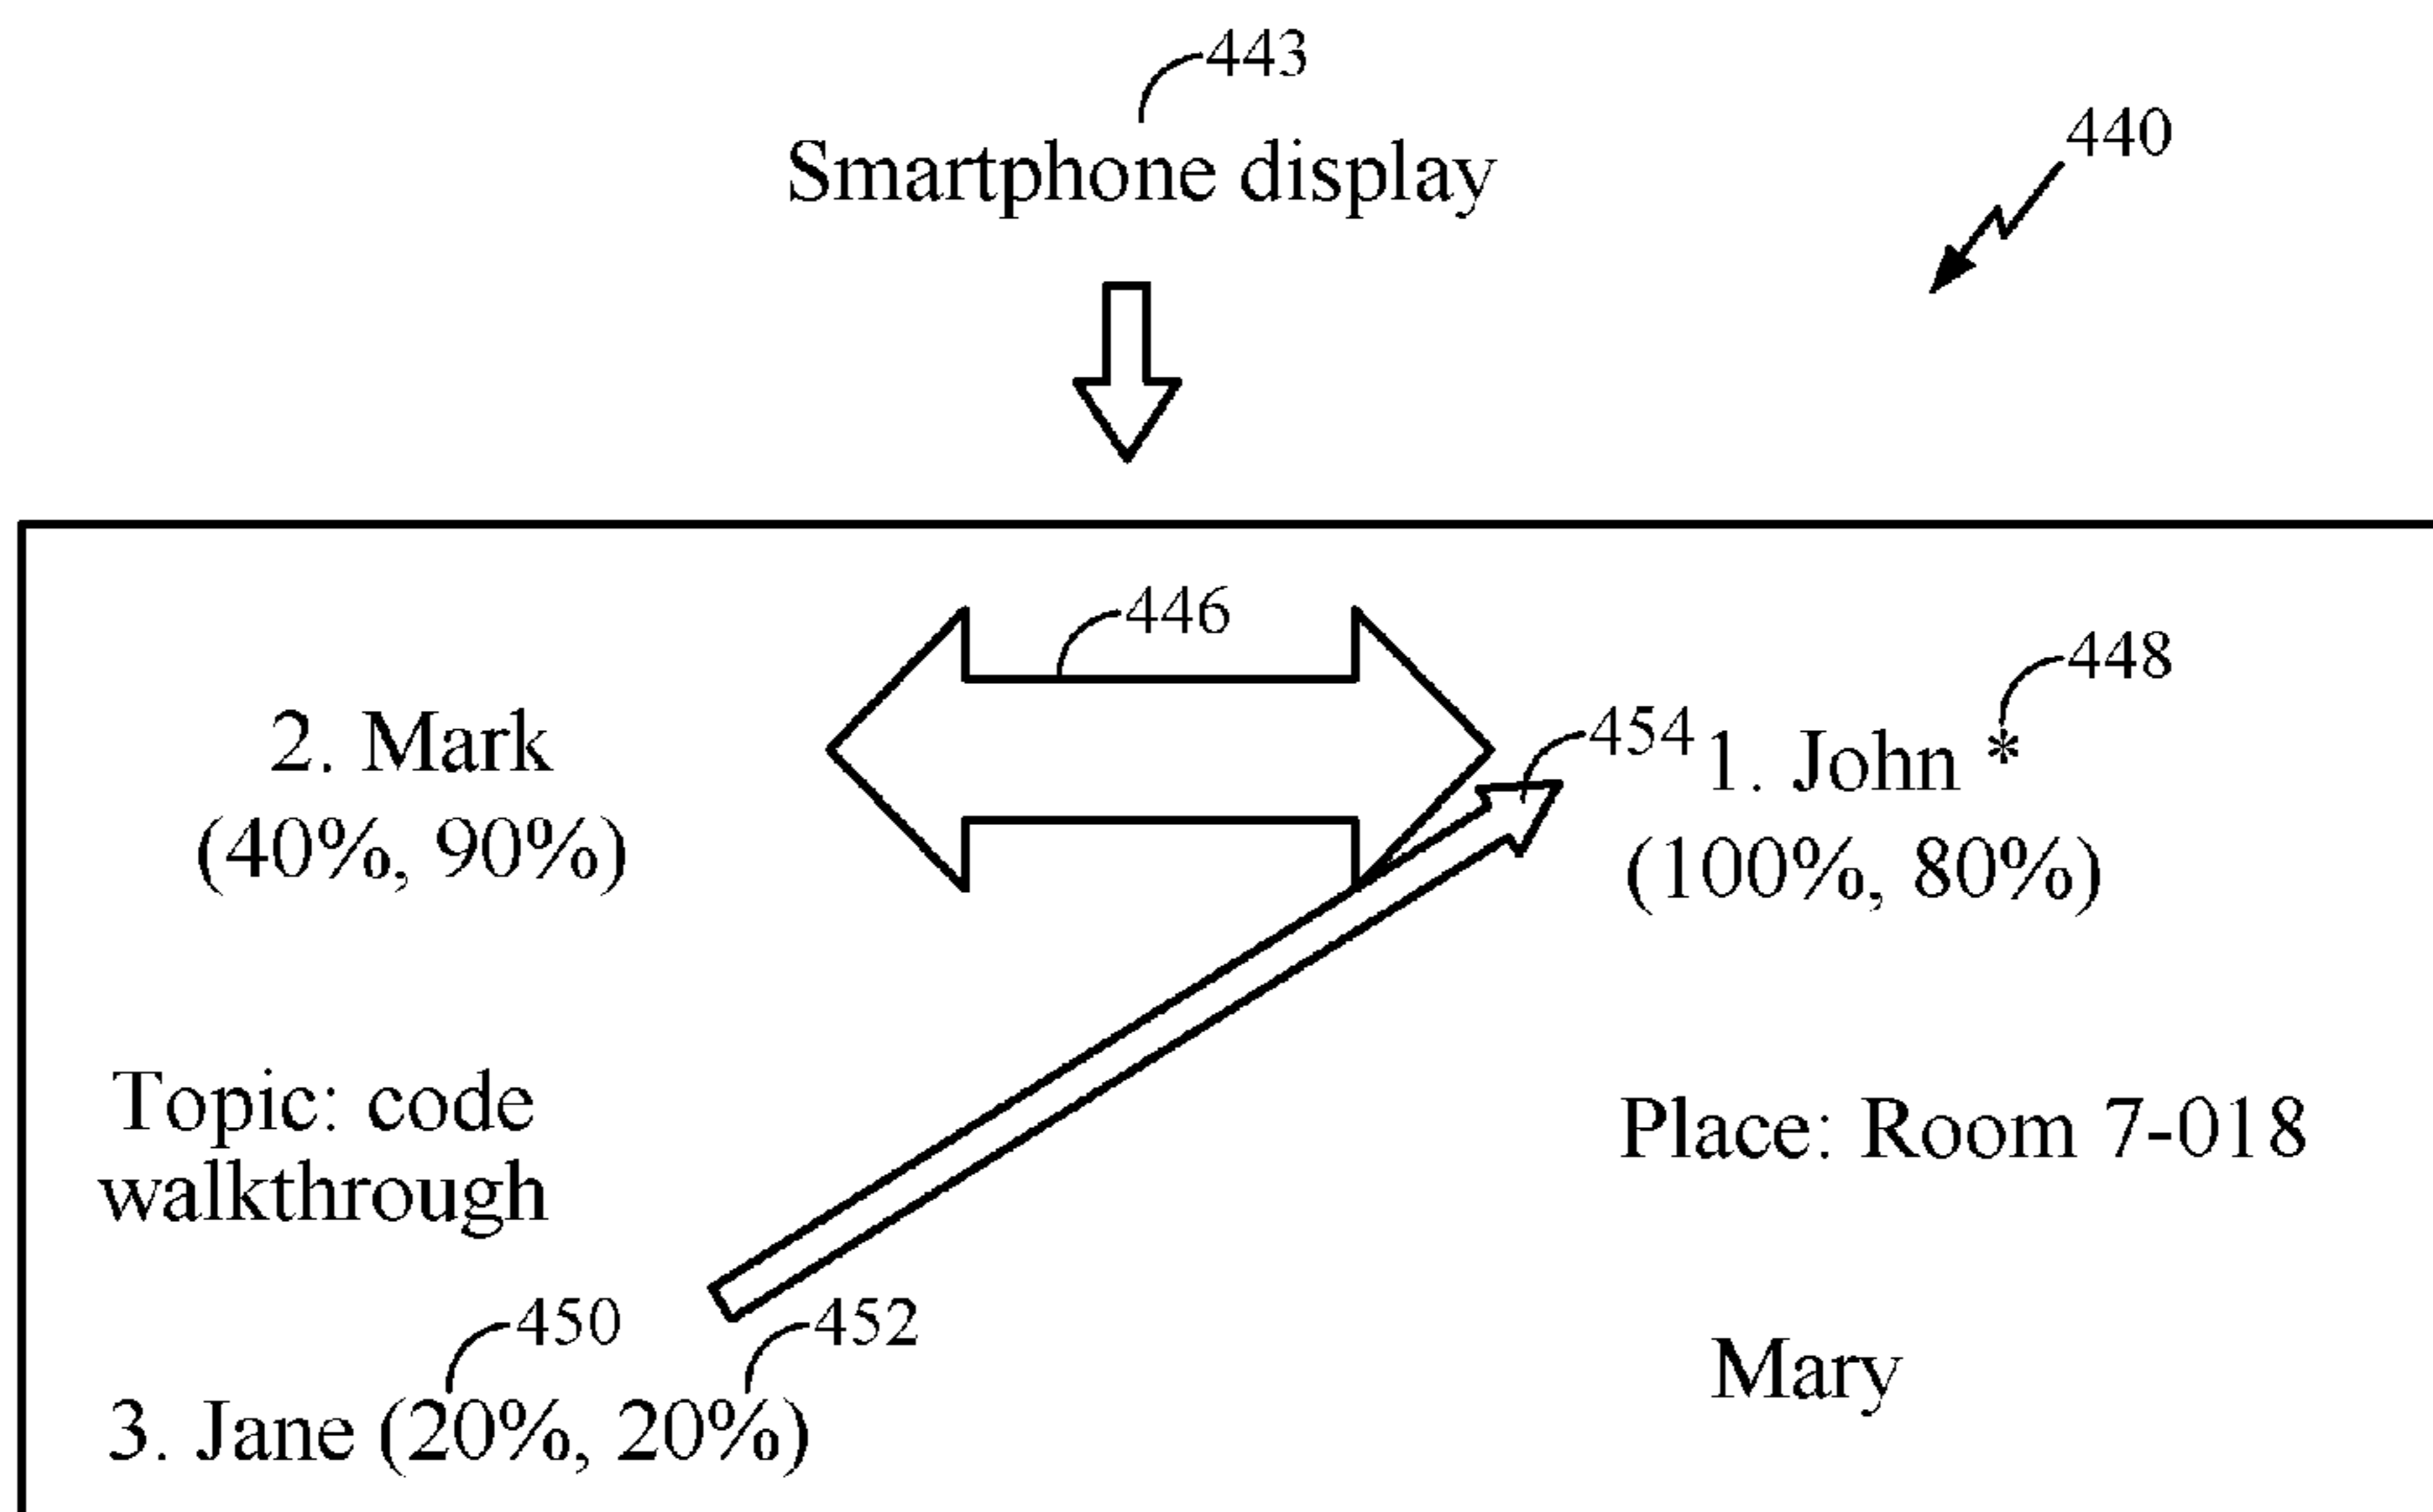 443
Smartphone display
440
446
448
2. Mark
(40%, 90%)
454
1. John *
(100%, 80%)
Topic: code
walkthrough
Place: Room 7-018
450
452
3. Jane (20%, 20%)
Mary